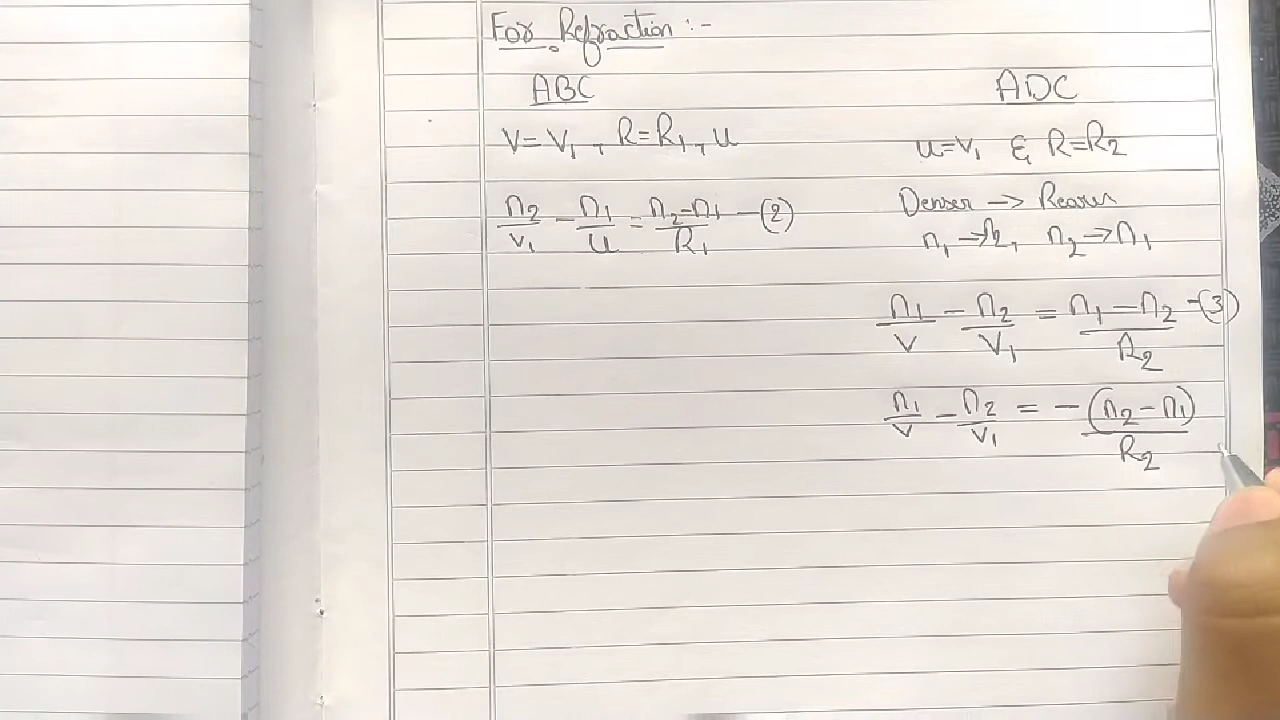 For Refraction :-
ABC
V = V₁ , R = R₁ , u
n₂/v₁ - n₁/u = n₂-n₁/R₁ -(2)
ADC
u = v₁ & R = R₂
Denser → Rearer
n₁ → n₂, n₂ → n₁
n₁/v - n₂/v₁ = n₁ - n₂/R₂ -(3)
n₁/v - n₂/v₁ = - (n₂ - n₁)/R₂